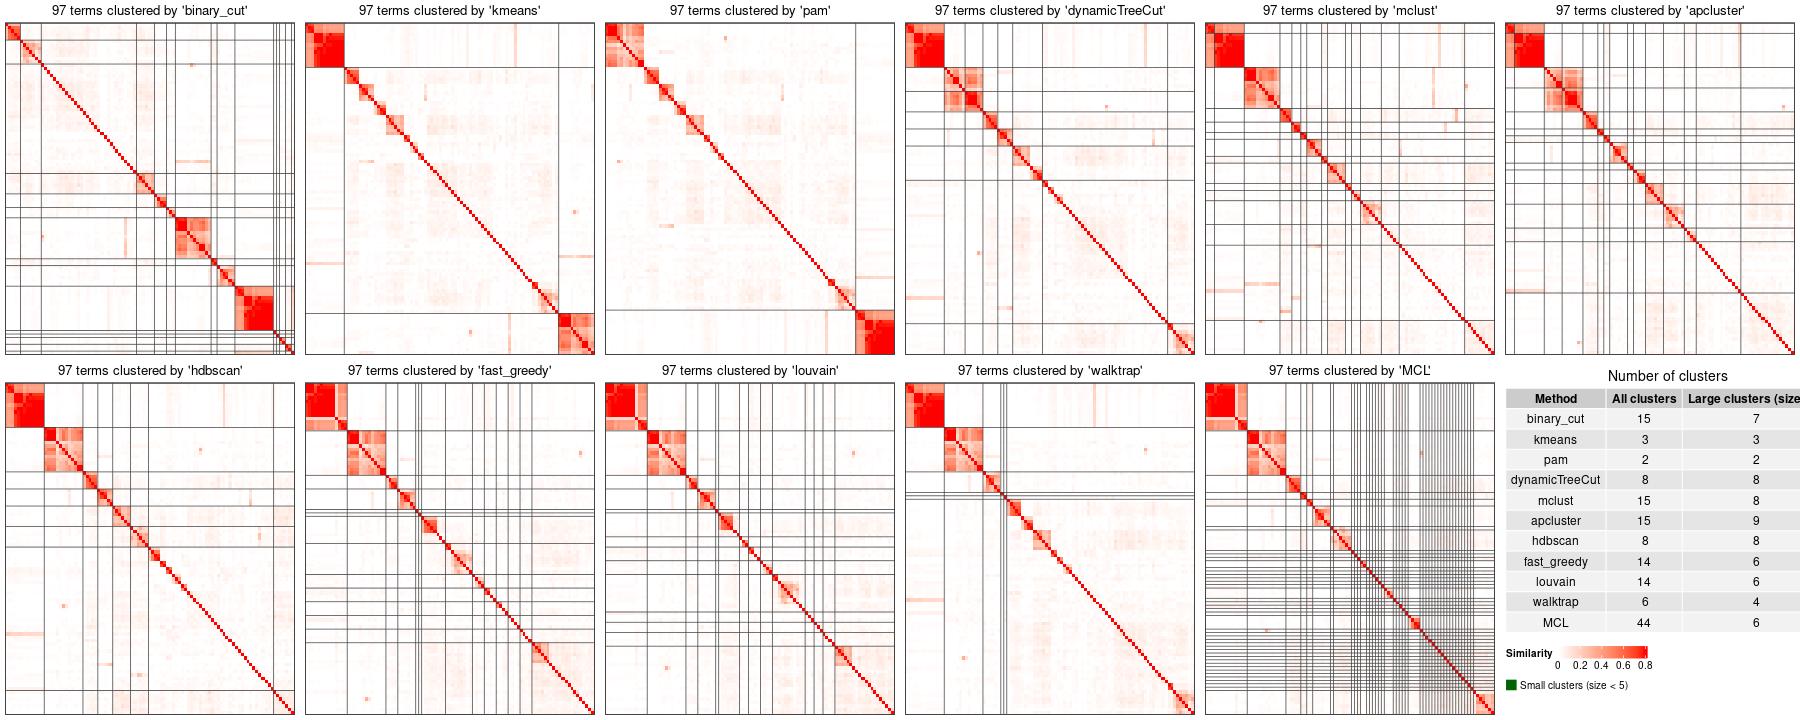 97 terms clustered by 'binary_cut'
97 terms clustered by 'kmeans'
97 terms clustered by 'pam'
97 terms clustered by 'dynamicTreeCut'
97 terms clustered by 'mclust'
97 terms clustered by 'apcluster'
97 terms clustered by 'hdbscan'
97 terms clustered by 'fast_greedy'
97 terms clustered by 'louvain'
97 terms clustered by 'walktrap'
97 terms clustered by 'MCL'
Number of clusters
Method All clusters Large clusters (size
binary_cut 15 7
kmeans 3 3
pam 2 2
dynamicTreeCut 8 8
mclust 15 8
apcluster 15 9
hdbscan 8 8
fast_greedy 14 6
louvain 14 6
walktrap 6 4
MCL 44 6
Similarity
0 0.2 0.4 0.6 0.8
Small clusters (size < 5)